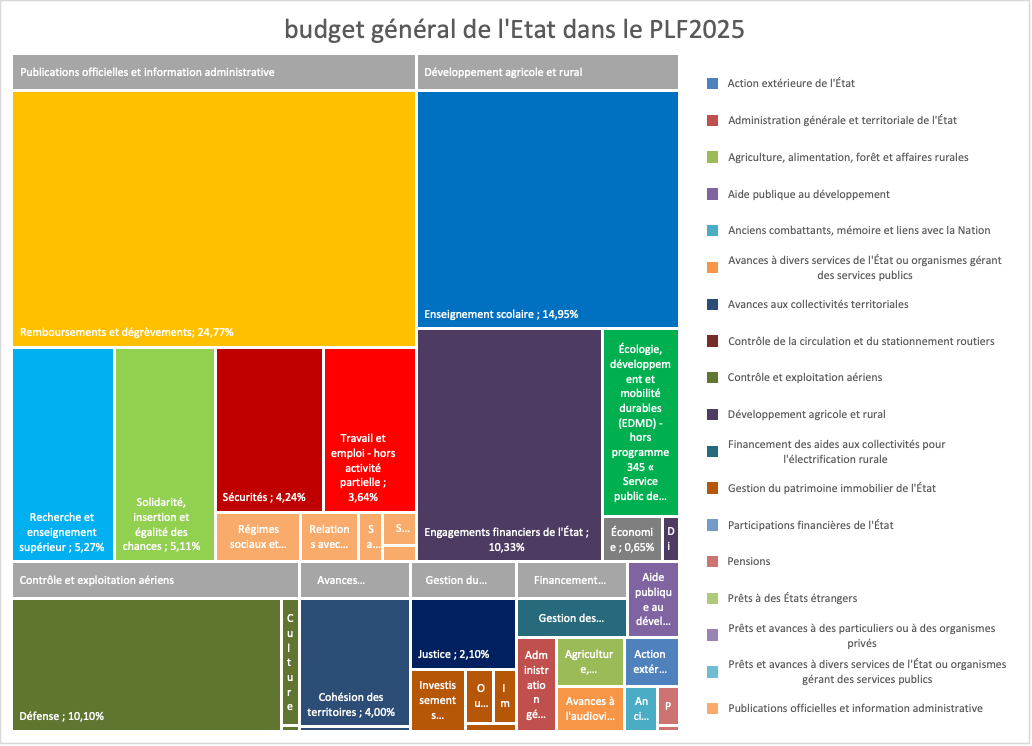 budget général de l'Etat dans le PLF2025
Publications officielles et information administrative
Développement agricole et rural
Remboursements et dégrèvements; 24,77%
Enseignement scolaire ; 14,95%
Recherche et
enseignement
supérieur ; 5,27%
Solidarité,
insertion et
égalité des
chances ; 5,11%
Sécurités ; 4,24%
Travail et
emploi - hors
activité
partielle ;
3,64%
Régimes
sociaux et...
Relation
s avec...
S
a...
S...
Engagements financiers de l'État ;
10,33%
Écologie,
développem
ent et
mobilité
durables
(EDMD) -
hors
programme
345 «
Service
public de...
Économi
e ; 0,65%
D
i
Contrôle et exploitation aériens
Avances...
Gestion du...
Financement...
Aide
publiqu
e au
dével...
Défense ; 10,10%
C
u
l
t
u
r
e
Cohésion des
territoires ; 4,00%
Justice ; 2,10%
Investis
sement
s...
O
u...
I
m
Gestion des...
Adm
inistr
atio
n
gé...
Agricultur
e,...
Action
extér...
Avances à
l'audiovi...
An
ci...
P
Action extérieure de l'État
Administration générale et territoriale de l'État
Agriculture, alimentation, forêt et affaires rurales
Aide publique au développement
Anciens combattants, mémoire et liens avec la Nation
Avances à divers services de l'État ou organismes gérant
des services publics
Avances aux collectivités territoriales
Contrôle de la circulation et du stationnement routiers
Contrôle et exploitation aériens
Développement agricole et rural
Financement des aides aux collectivités pour
l'électrification rurale
Gestion du patrimoine immobilier de l'État
Participations financières de l'État
Pensions
Prêts à des États étrangers
Prêts et avances à des particuliers ou à des organismes
privés
Prêts et avances à divers services de l'État ou organismes
gérant des services publics
Publications officielles et information administrative